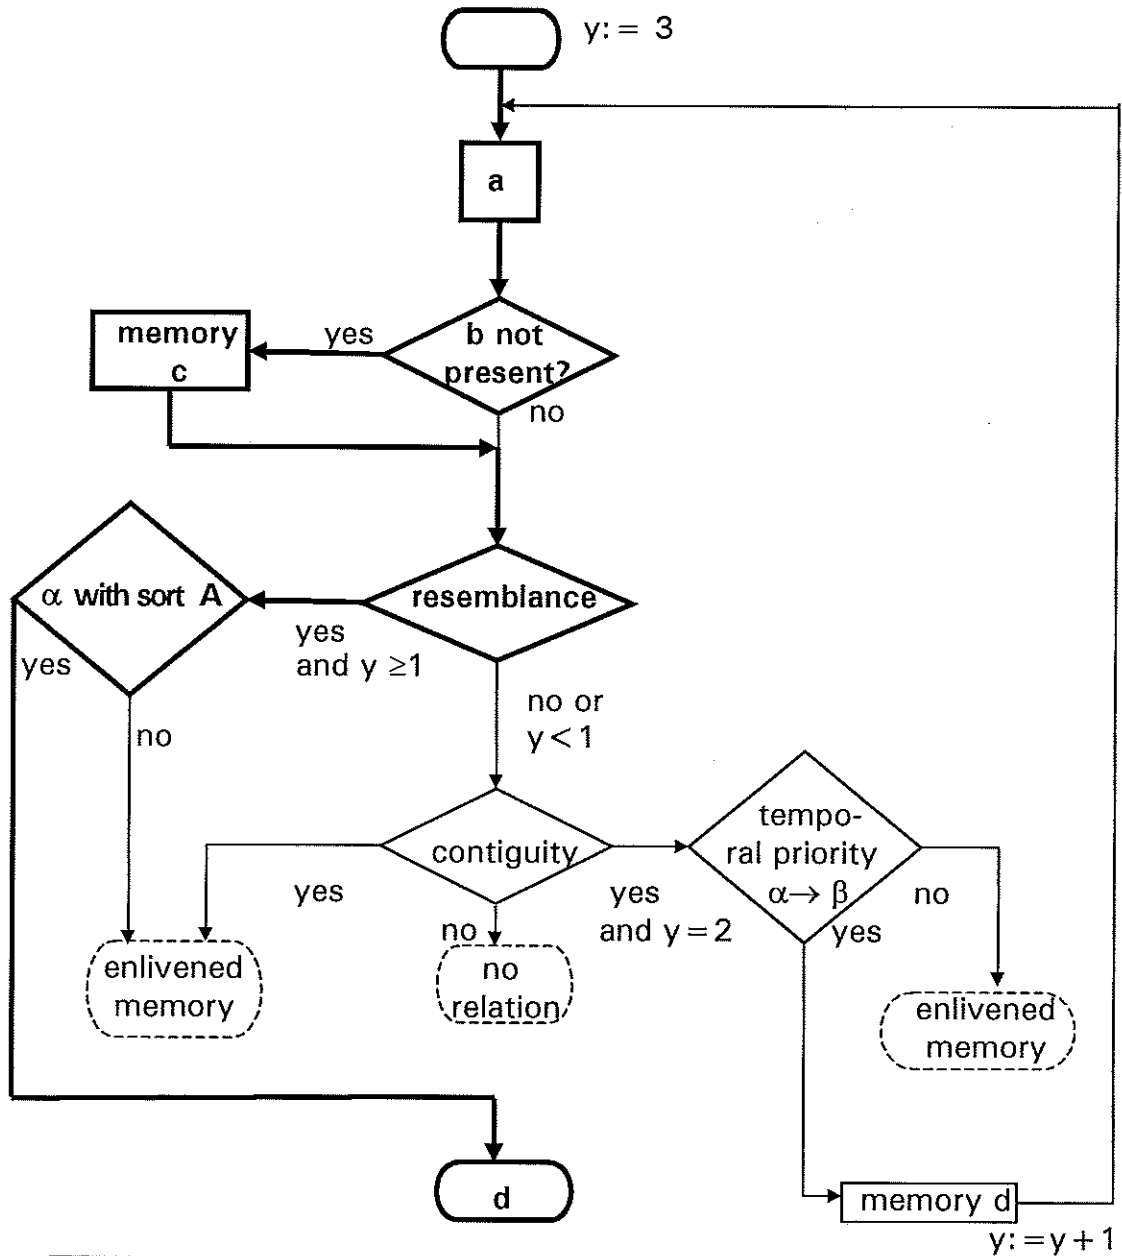 y: = 3
a
b not
present?
yes
memory
c
no
resemblance
α with sort A
yes
and y ≥1
yes
no or
y < 1
no
tempo-
ral priority
α→ β
contiguity
yes
yes
and y = 2
no
no
yes
enlivened
memory
no
relation
enlivened
memory
d
memory d
y: = y + 1